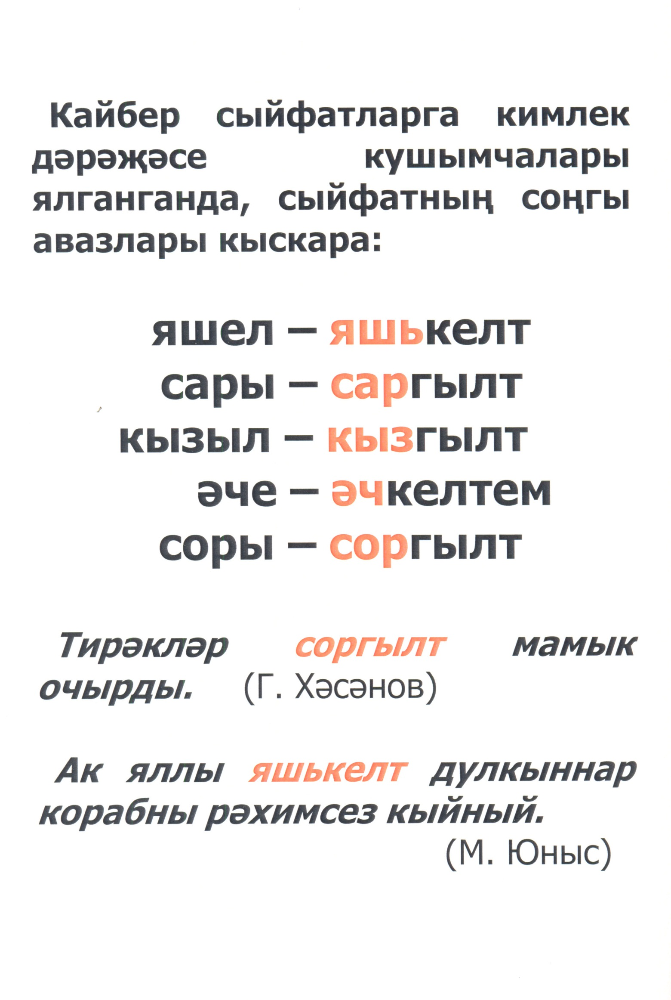 Кайбер сыйфатларга кимлек
дәрәҗәсе кушымчалары
ялганганда, сыйфатның соңгы
авазлары кыскара:
яшел – яшькелт
сары – саргылт
кызыл – кызгылт
әче – әчкелтем
соры – соргылт
Тирәкләр соргылт мамык
очырды. (Г. Хәсәнов)
Ак яллы яшькелт дулкыннар
корабны рәхимсез кыйный.
(М. Юныс)